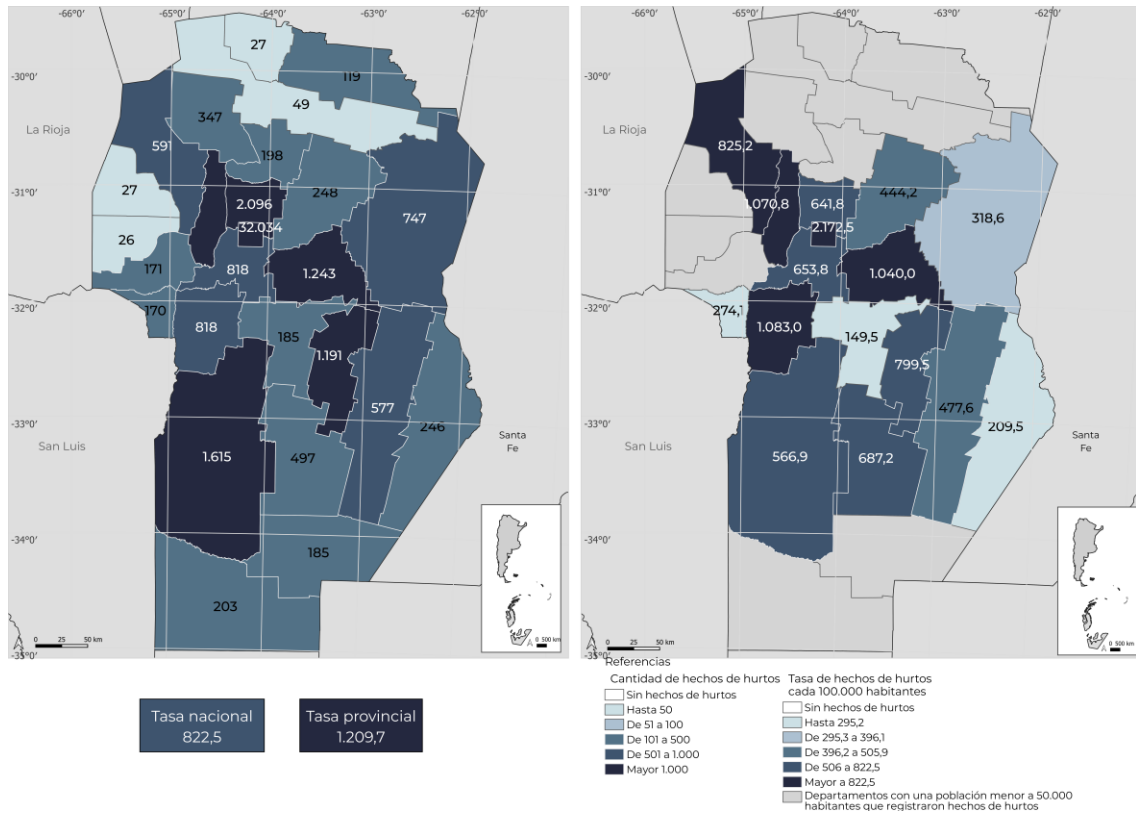 -65°0′
-64°0′
-63°0′
-62°0′
-30°0′
-31°0′
-32°0′
-33°0′
-34°0′
-35°0′
La Rioja
San Luis
Santa
Fe
27
119
49
347
591
198
248
27
2.096
32.034
747
26
171
818
1.243
170
818
185
1.191
577
246
1.615
497
185
203
0 25 50 km
0 500 km
A
-65°0′
-64°0′
-63°0′
-62°0′
-30°0′
-31°0′
-32°0′
-33°0′
-34°0′
-35°0′
La Rioja
San Luis
Santa
Fe
825,2
444,2
1.070,8
641,8
318,6
2.172,5
653,8
1.040,0
274,1
1.083,0
149,5
799,5
477,6
209,5
566,9
687,2
0 25 50 km
0 500 km
A
Tasa nacional
822,5
Tasa provincial
1.209,7
Referencias
Cantidad de hechos de hurtos
Sin hechos de hurtos
Hasta 50
De 51 a 100
De 101 a 500
De 501 a 1.000
Mayor 1.000
Tasa de hechos de hurtos
cada 100.000 habitantes
Sin hechos de hurtos
Hasta 295,2
De 295,3 a 396,1
De 396,2 a 505,9
De 506 a 822,5
Mayor a 822,5
Departamentos con una población menor a 50.000
habitantes que registraron hechos de hurtos